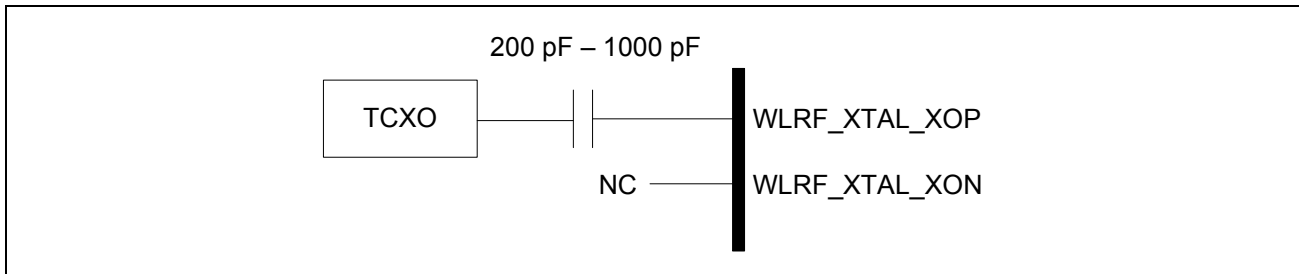 200 pF – 1000 pF
TCXO
WLRF_XTAL_XOP
NC
WLRF_XTAL_XON